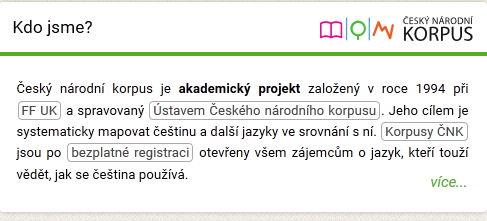 Kdo jsme?
ČESKÝ NÁRODNÍ
KORPUS
Český národní korpus je akademický projekt založený v roce 1994 při
FF UK a spravovaný Ústavem Českého národního korpusu. Jeho cílem je
systematicky mapovat češtinu a další jazyky ve srovnání s ní. Korpusy ČNK
jsou po bezplatné registraci otevřeny všem zájemcům o jazyk, kteří touží
vědět, jak se čeština používá.
více...